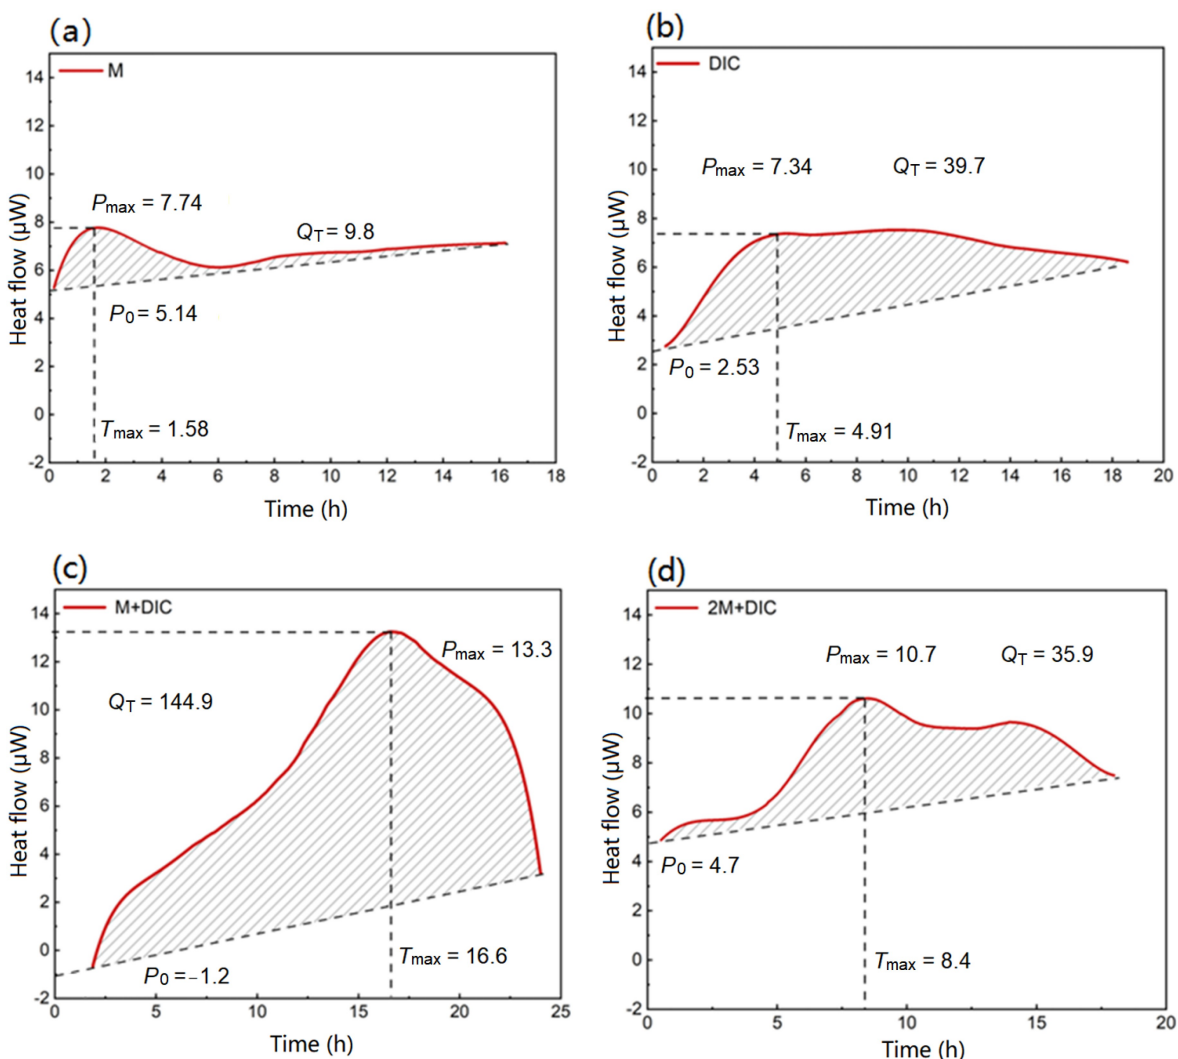 (a)
M
14
12
10
8
6
4
2
0
-2
Heat flow (μW)
Pmax = 7.74
QT = 9.8
P0 = 5.14
Tmax = 1.58
0 2 4 6 8 10 12 14 16 18
Time (h)
(b)
DIC
14
12
10
8
6
4
2
0
-2
Heat flow (μW)
Pmax = 7.34
QT = 39.7
P0 = 2.53
Tmax = 4.91
0 2 4 6 8 10 12 14 16 18 20
Time (h)
(c)
M+DIC
14
12
10
8
6
4
2
0
-2
Heat flow (μW)
Pmax = 13.3
QT = 144.9
Tmax = 16.6
P0 = -1.2
0 5 10 15 20 25
Time (h)
(d)
2M+DIC
14
12
10
8
6
4
2
0
-2
Heat flow (μW)
Pmax = 10.7
QT = 35.9
P0 = 4.7
Tmax = 8.4
0 5 10 15 20
Time (h)